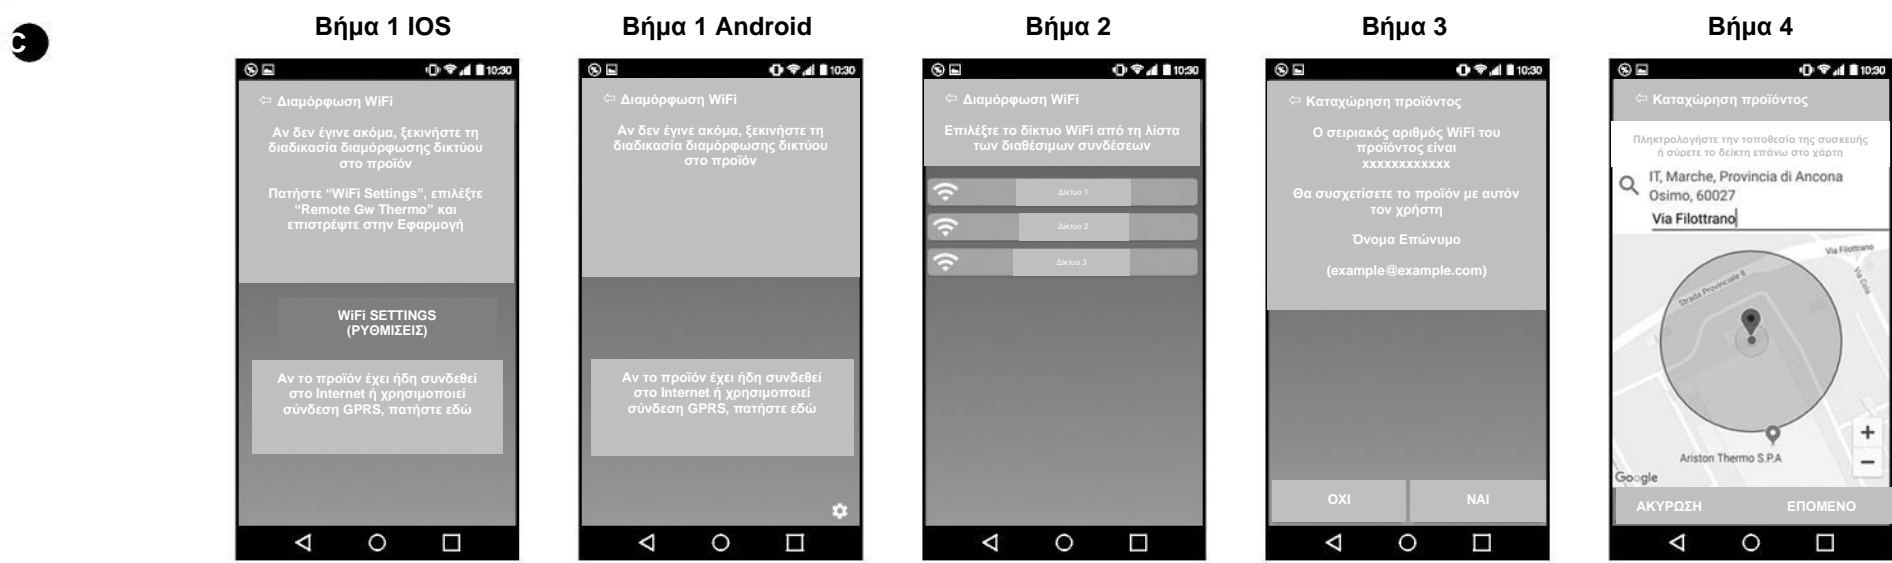 C
Βήμα 1 IOS
10:30
⇦ Διαμόρφωση WiFi
Αν δεν έγινε ακόμα, ξεκινήστε τη
διαδικασία διαμόρφωσης δικτύου
στο προϊόν
Πατήστε “WiFi Settings”, επιλέξτε
“Remote Gw Thermo” και
επιστρέψτε στην Εφαρμογή
WiFi SETTINGS
(ΡΥΘΜΙΣΕΙΣ)
Αν το προϊόν έχει ήδη συνδεθεί
στο Internet ή χρησιμοποιεί
σύνδεση GPRS, πατήστε εδώ
Βήμα 1 Android
10:30
⇦ Διαμόρφωση WiFi
Αν δεν έγινε ακόμα, ξεκινήστε τη
διαδικασία διαμόρφωσης δικτύου
στο προϊόν
Αν το προϊόν έχει ήδη συνδεθεί
στο Internet ή χρησιμοποιεί
σύνδεση GPRS, πατήστε εδώ
Βήμα 2
10:30
⇦ Διαμόρφωση WiFi
Επιλέξτε το δίκτυο WiFi από τη λίστα
των διαθέσιμων συνδέσεων
Δίκτυο 1
Δίκτυο 2
Δίκτυο 3
Βήμα 3
10:30
⇦ Καταχώρηση προϊόντος
Ο σειριακός αριθμός WiFi του
προϊόντος είναι
xxxxxxxxxxxx
Θα συσχετίσετε το προϊόν με αυτόν
τον χρήστη
Όνομα Επώνυμο
(example@example.com)
ΟΧΙ
ΝΑΙ
Βήμα 4
10:30
⇦ Καταχώρηση προϊόντος
Πληκτρολογήστε την τοποθεσία της συσκευής
ή σύρετε το δείκτη επάνω στο χάρτη
IT, Marche, Provincia di Ancona
Osimo, 60027
Via Filottrano
Via Filottrano
Via Cola
Strada Provinciale 8
Ariston Thermo S.P.A
Google
ΑΚΥΡΩΣΗ
ΕΠΟΜΕΝΟ